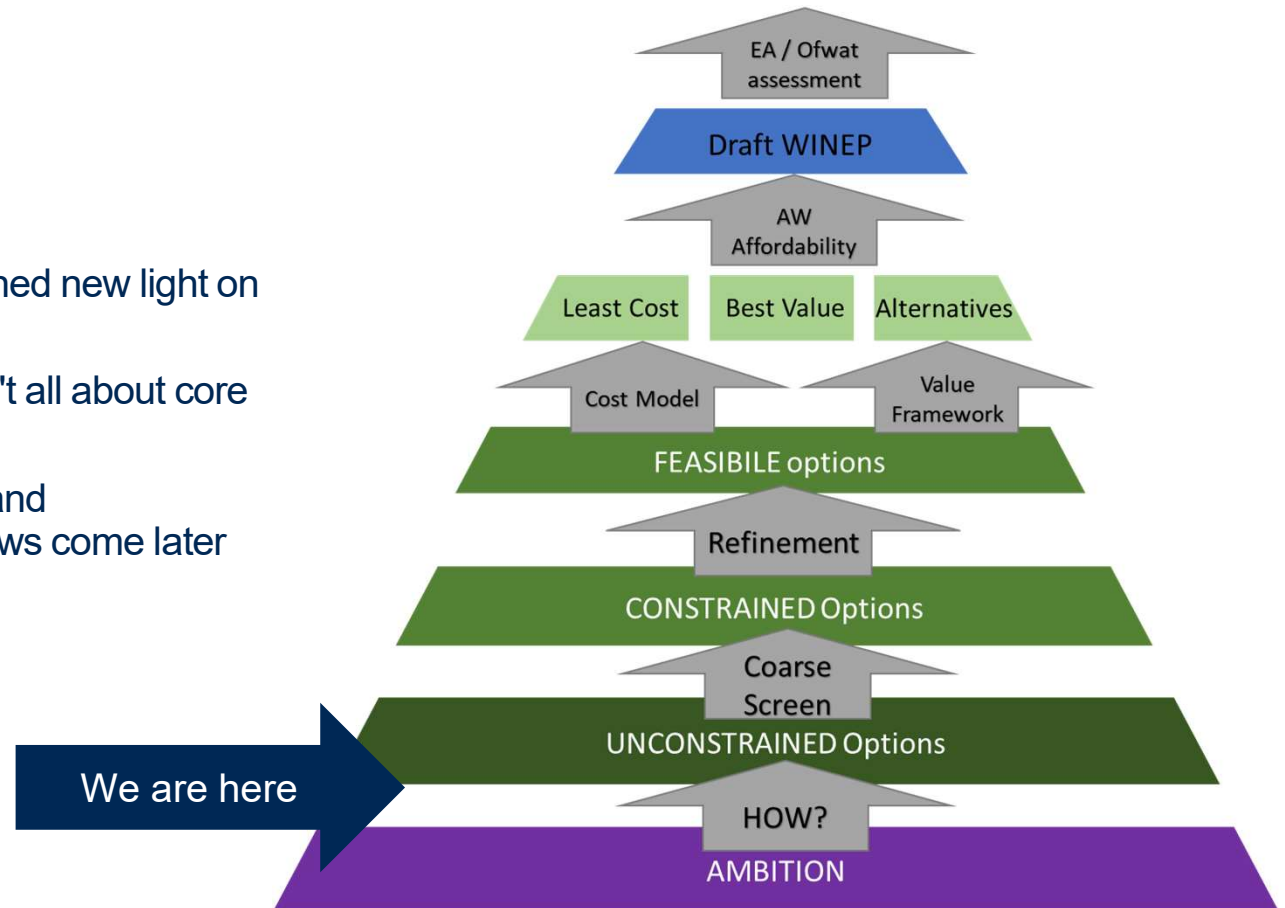 hed new light on
't all about core
and
ws come later
We are here
EA / Ofwat
assessment
Draft WINEP
AW
Affordability
Least Cost
Best Value
Alternatives
Cost Model
Value
Framework
FEASIBILE options
Refinement
CONSTRAINED Options
Coarse
Screen
UNCONSTRAINED Options
HOW?
AMBITION